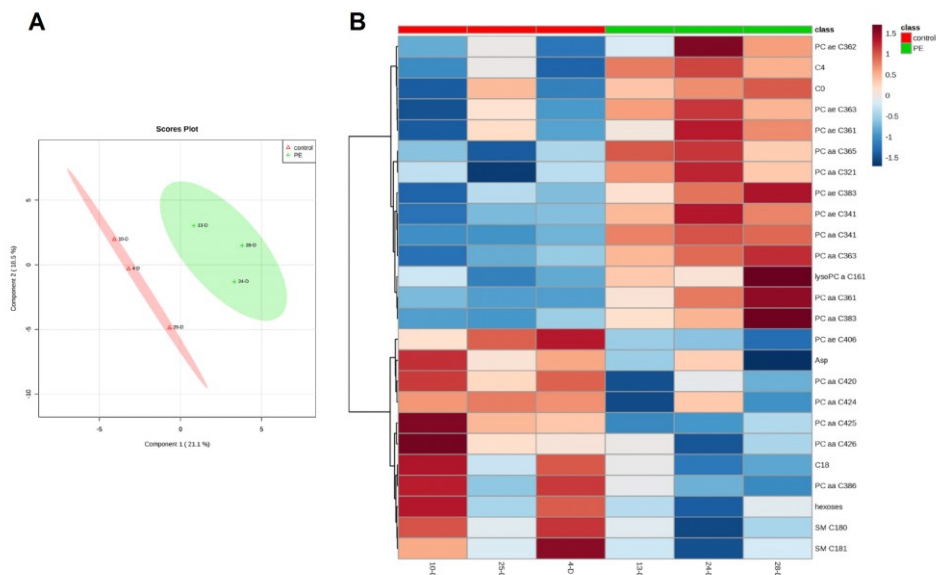 A
B
Scores Plot
control
PE
10-D
4-D
25-D
13-D
28-D
24-D
5
0
-5
-10
-5
0
5
Component 2 ( 18.5 %)
Component 1 ( 21.1 %)
class
PC ae C362
C4
C0
PC ae C363
PC ae C361
PC aa C365
PC aa C321
PC ae C383
PC ae C341
PC aa C341
PC aa C363
lysoPC a C161
PC aa C361
PC aa C383
PC ae C406
Asp
PC aa C420
PC aa C424
PC aa C425
PC aa C426
C18
PC aa C386
hexoses
SM C180
SM C181
4-D
1.5
1
0.5
0
-0.5
-1
-1.5
class
control
PE